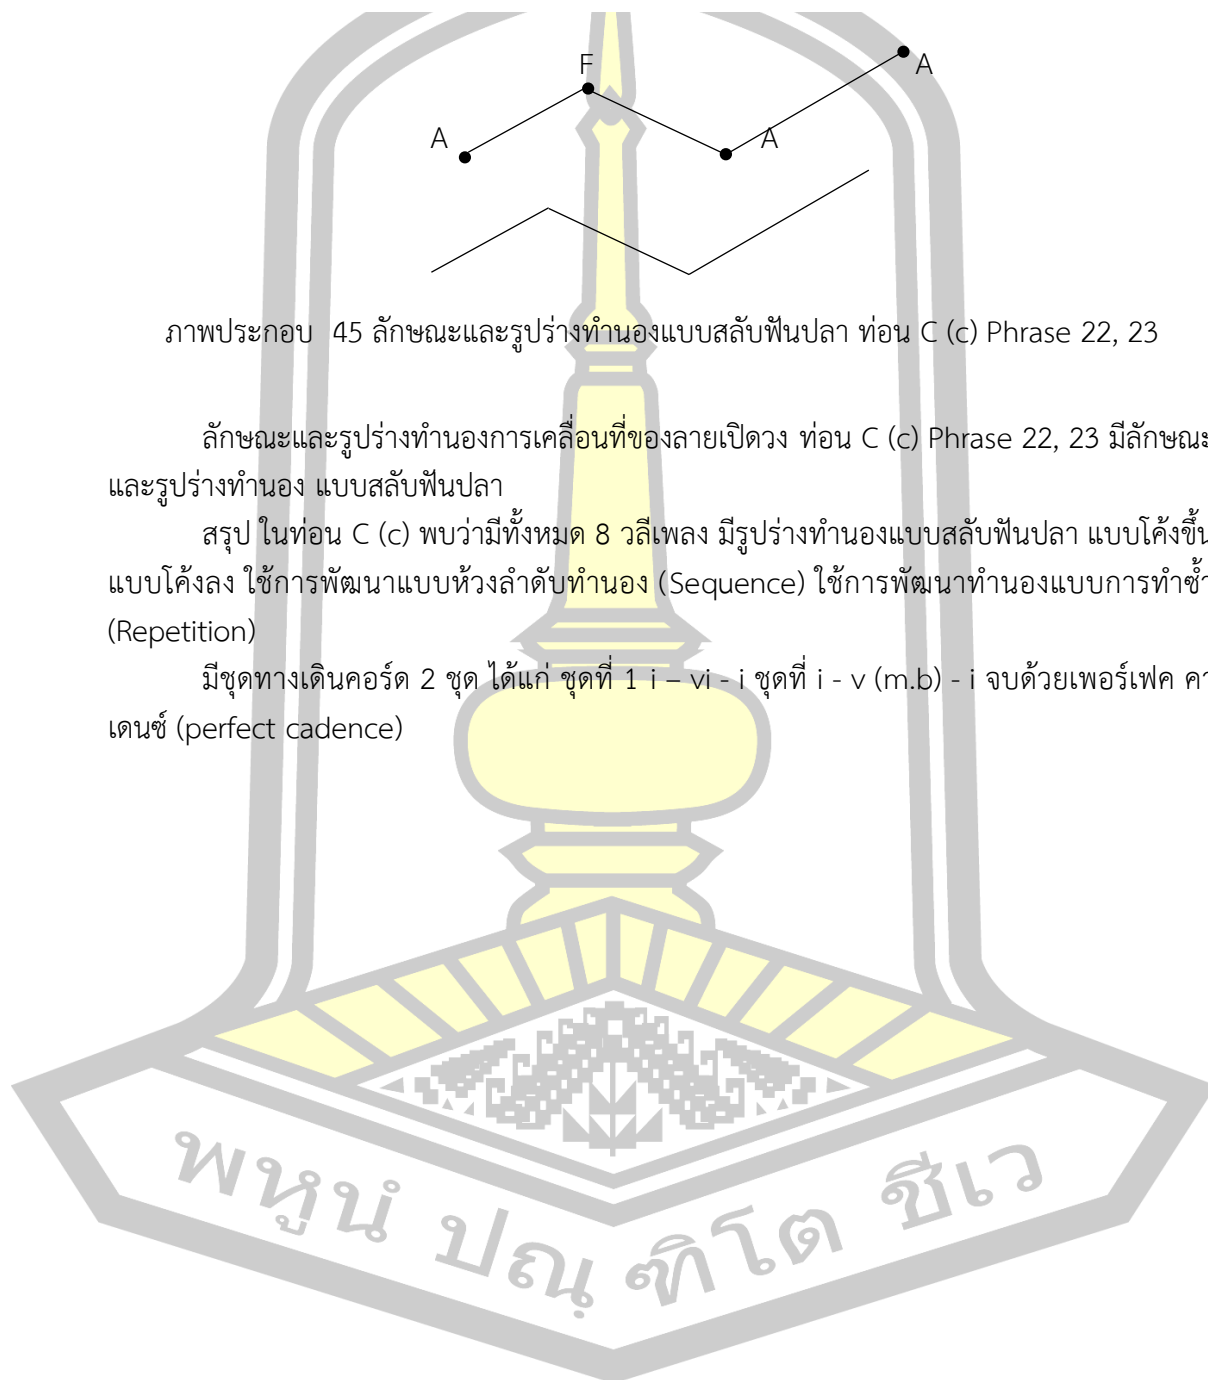 F
A
A
A
ภาพประกอบ 45 ลักษณะและรูปร่างทำนองแบบสลับฟันปลา ท่อน C (c) Phrase 22, 23
ลักษณะและรูปร่างทำนองการเคลื่อนที่ของลายเปิดวง ท่อน C (c) Phrase 22, 23 มีลักษณะ
และรูปร่างทำนอง แบบสลับฟันปลา
สรุป ในท่อน C (c) พบว่ามีทั้งหมด 8 วลีเพลง มีรูปร่างทำนองแบบสลับฟันปลา แบบโค้งขึ้น
แบบโค้งลง ใช้การพัฒนาแบบห้วงลำดับทำนอง (Sequence) ใช้การพัฒนาทำนองแบบการทำซ้ำ
(Repetition)
มีชุดทางเดินคอร์ด 2 ชุด ได้แก่ ชุดที่ 1 i – vi - i ชุดที่ i - v (m.b) - i จบด้วยเพอร์เฟค คา
เดนซ์ (perfect cadence)
พหูนํ ปณฺฑิโต ชีเว